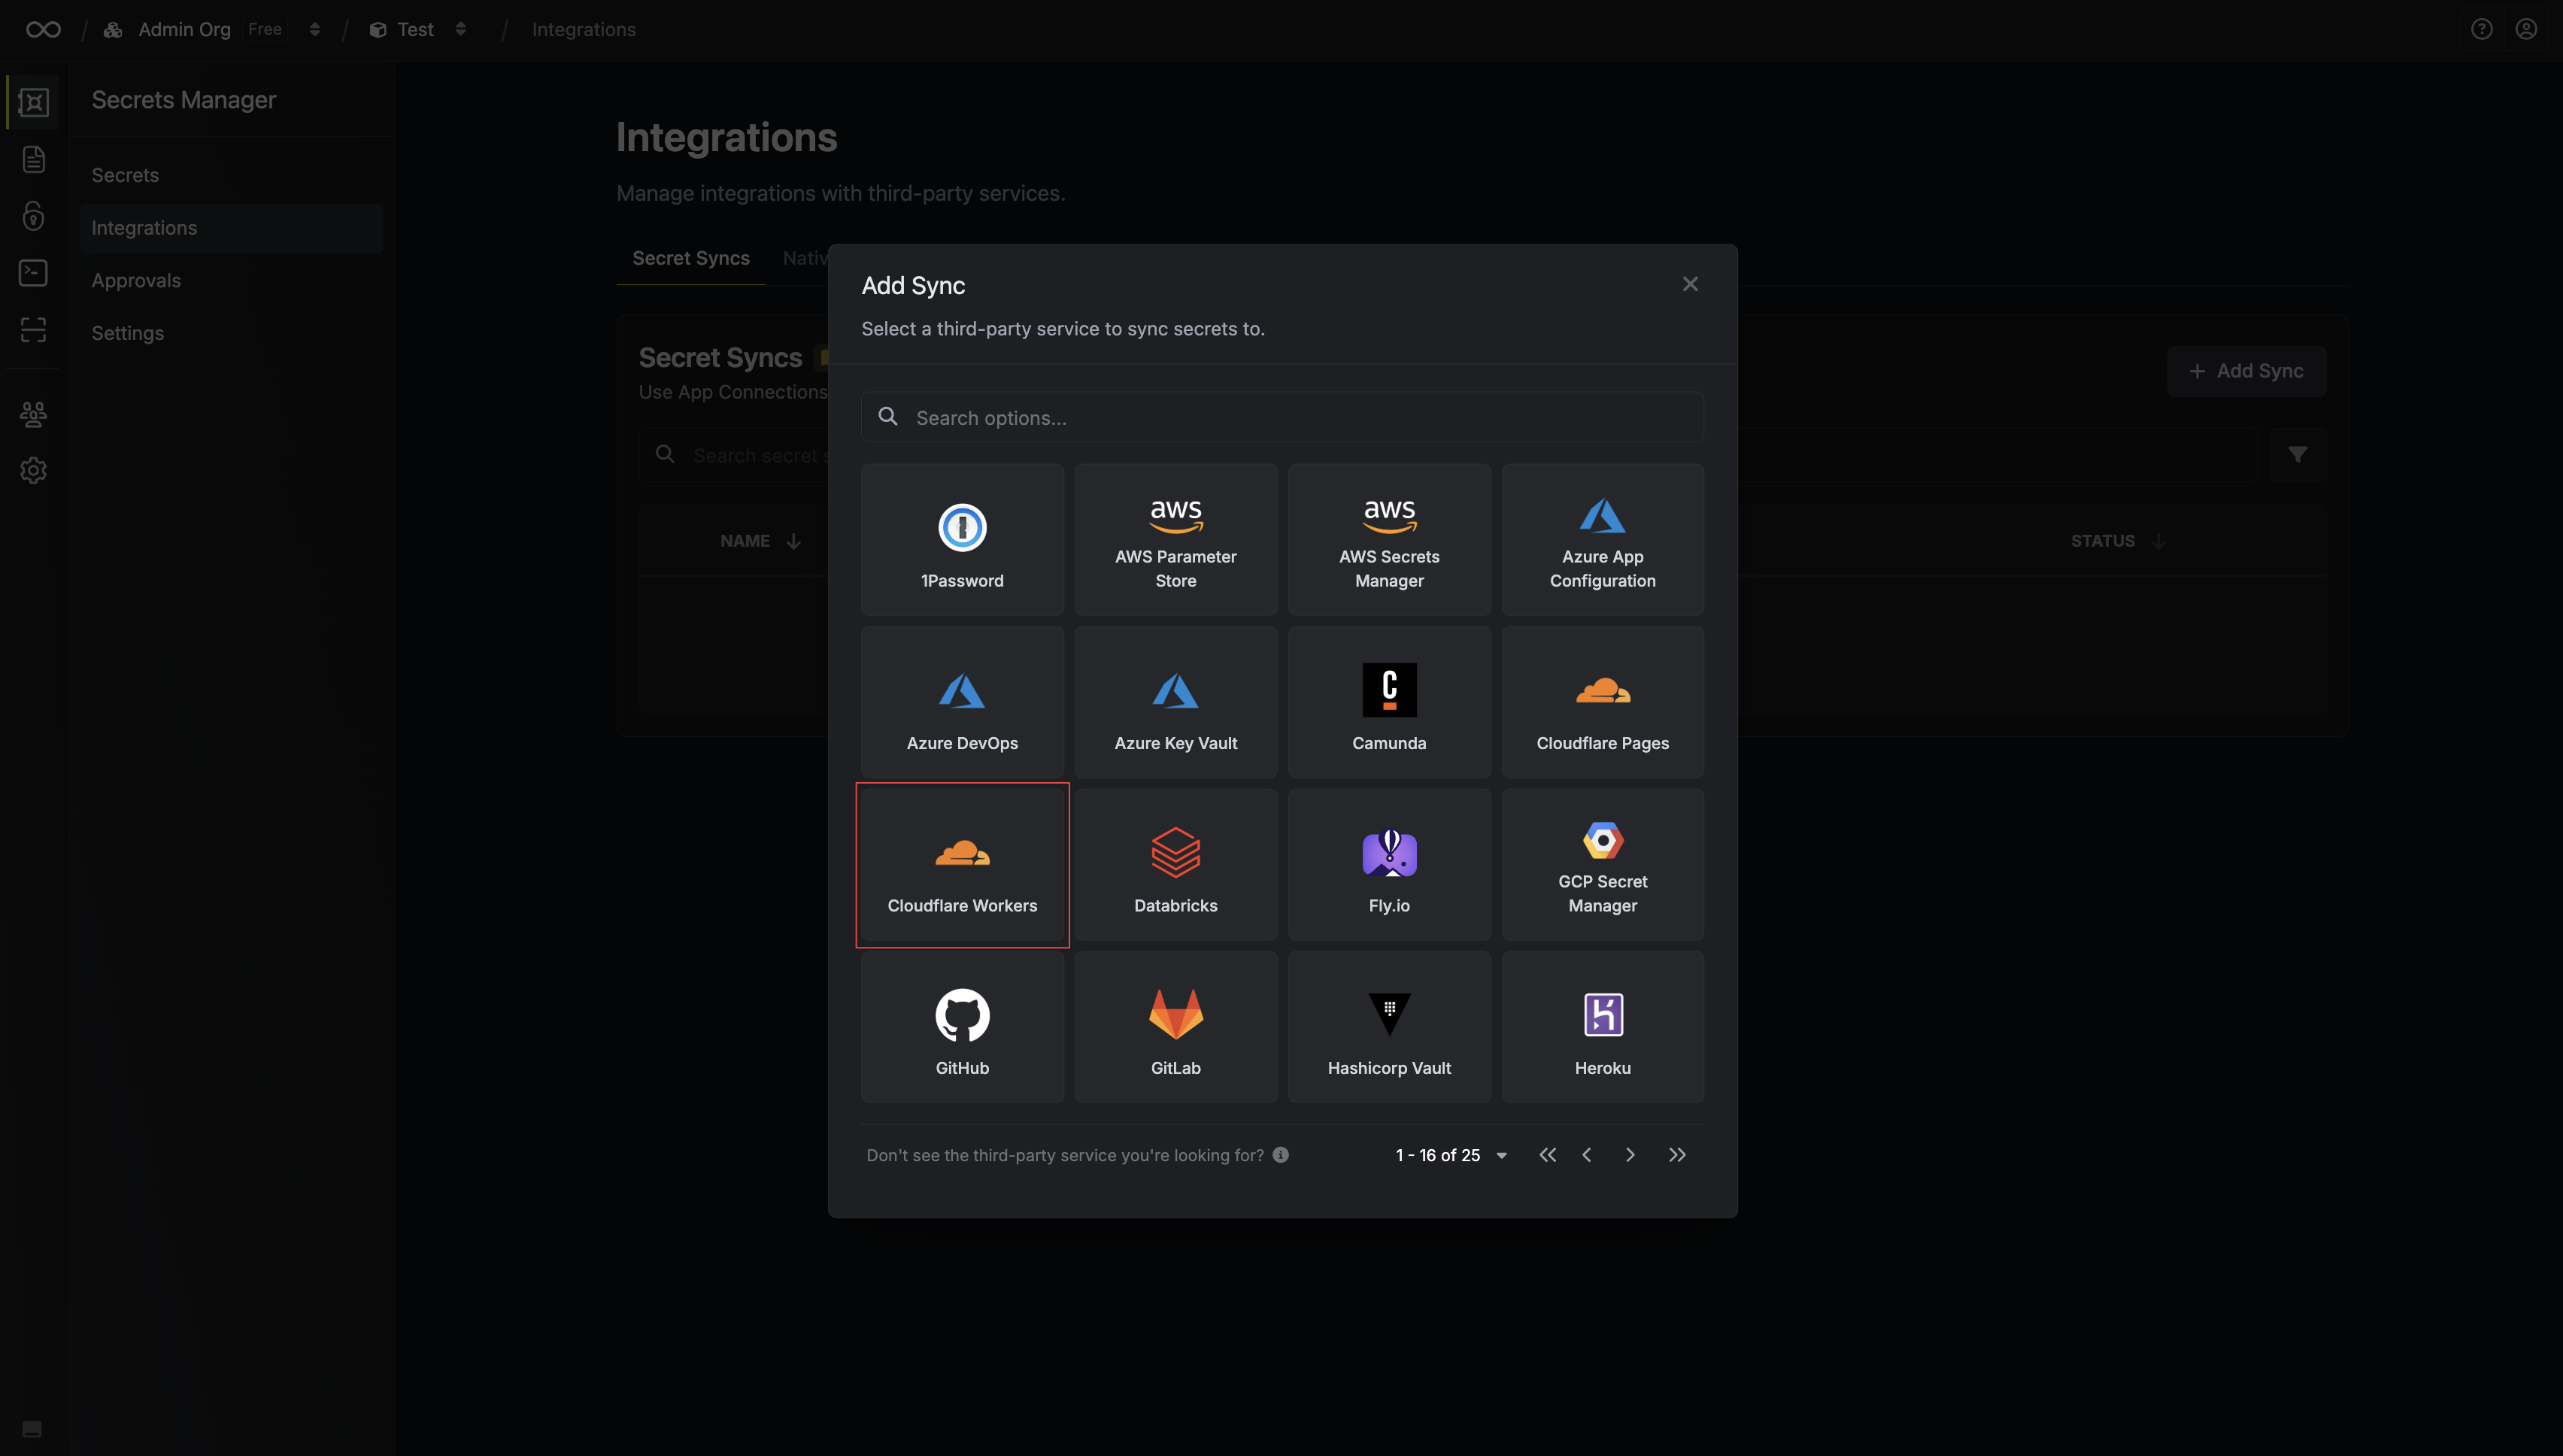 Admin Org Free Test Integrations
Secrets Manager
Secrets
Integrations
Approvals
Settings
Integrations
Manage integrations with third-party services.
Secret Syncs
Secret Syncs
Use App Connections
Add Sync
Search secret
NAME
STATUS
Add Sync
Select a third-party service to sync secrets to.
Search options...
1Password
aws
AWS Parameter
Store
aws
AWS Secrets
Manager
Azure App
Configuration
Azure DevOps
Azure Key Vault
Camunda
Cloudflare Pages
Cloudflare Workers
Databricks
Fly.io
GCP Secret
Manager
GitHub
GitLab
Hashicorp Vault
Heroku
Don't see the third-party service you're looking for?
1 - 16 of 25